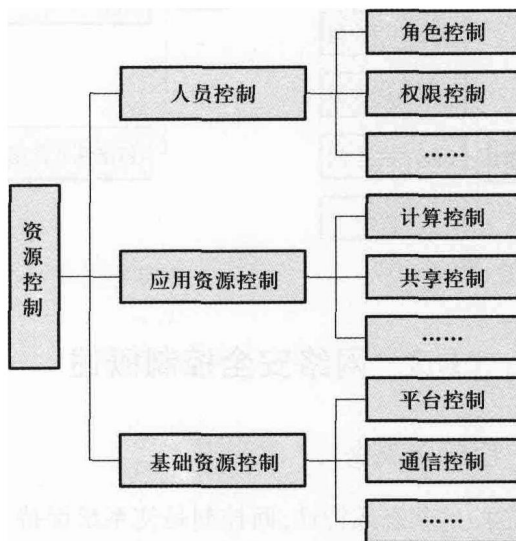 资源控制
人员控制
角色控制
权限控制
……
应用资源控制
计算控制
共享控制
……
基础资源控制
平台控制
通信控制
……